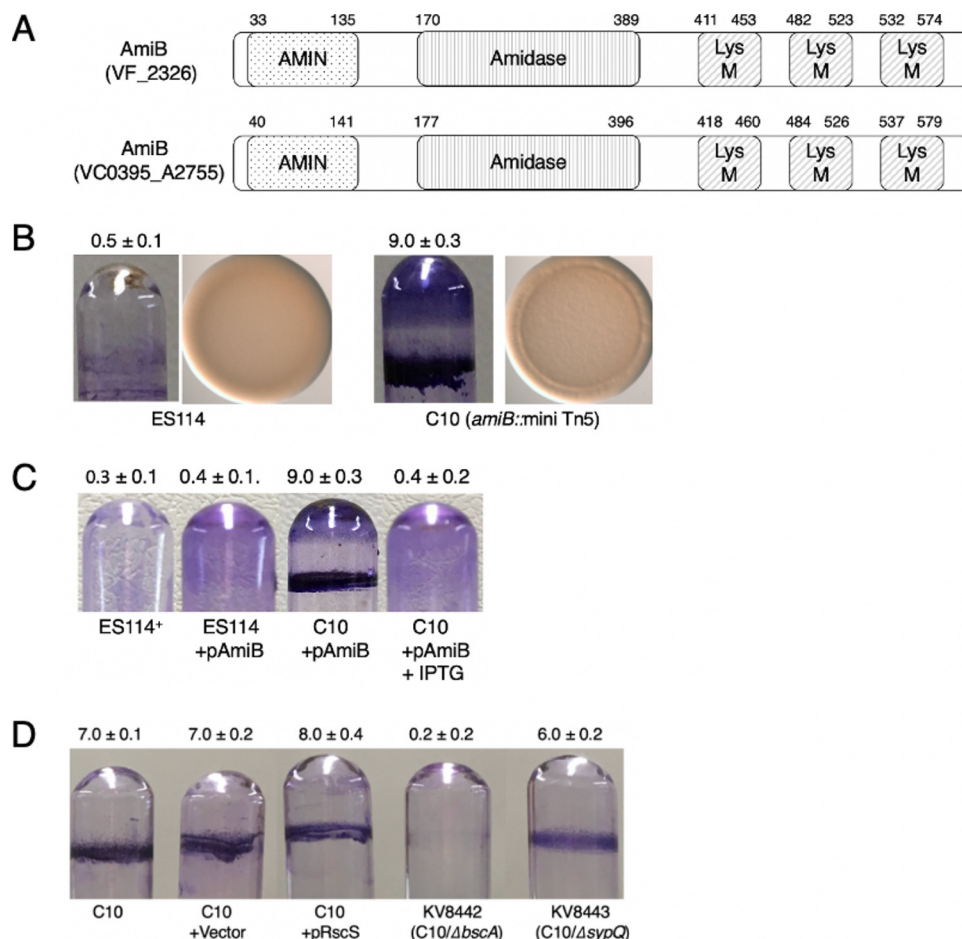 A
33 135 170 389 411 453 482 523 532 574
AmiB
(VF_2326)
AMIN
Amidase
Lys
M
Lys
M
Lys
M
40 141 177 396 418 460 484 526 537 579
AmiB
(VC0395_A2755)
AMIN
Amidase
Lys
M
Lys
M
Lys
M
B
0.5 ± 0.1
9.0 ± 0.3
ES114
C10 (amiB::mini Tn5)
C
0.3 ± 0.1 0.4 ± 0.1. 9.0 ± 0.3 0.4 ± 0.2
ES114⁺
ES114
+pAmiB
C10
+pAmiB
C10
+pAmiB
+ IPTG
D
7.0 ± 0.1 7.0 ± 0.2 8.0 ± 0.4 0.2 ± 0.2 6.0 ± 0.2
C10
C10
+Vector
C10
+pRscS
KV8442
(C10/ΔbscA)
KV8443
(C10/ΔsypQ)